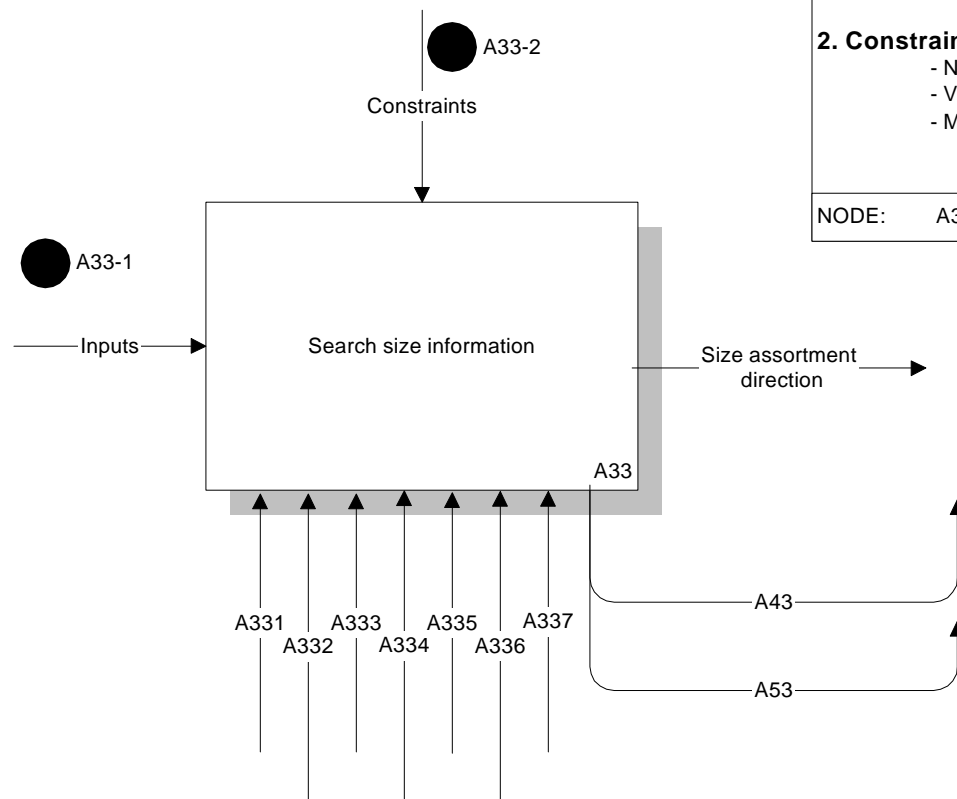 A33-2
Constraints
2. Constrain
- N
- V
- M
NODE: A3
A33-1
Inputs
Search size information
Size assortment
direction
A33
A331
A332
A333
A334
A335
A336
A337
A43
A53